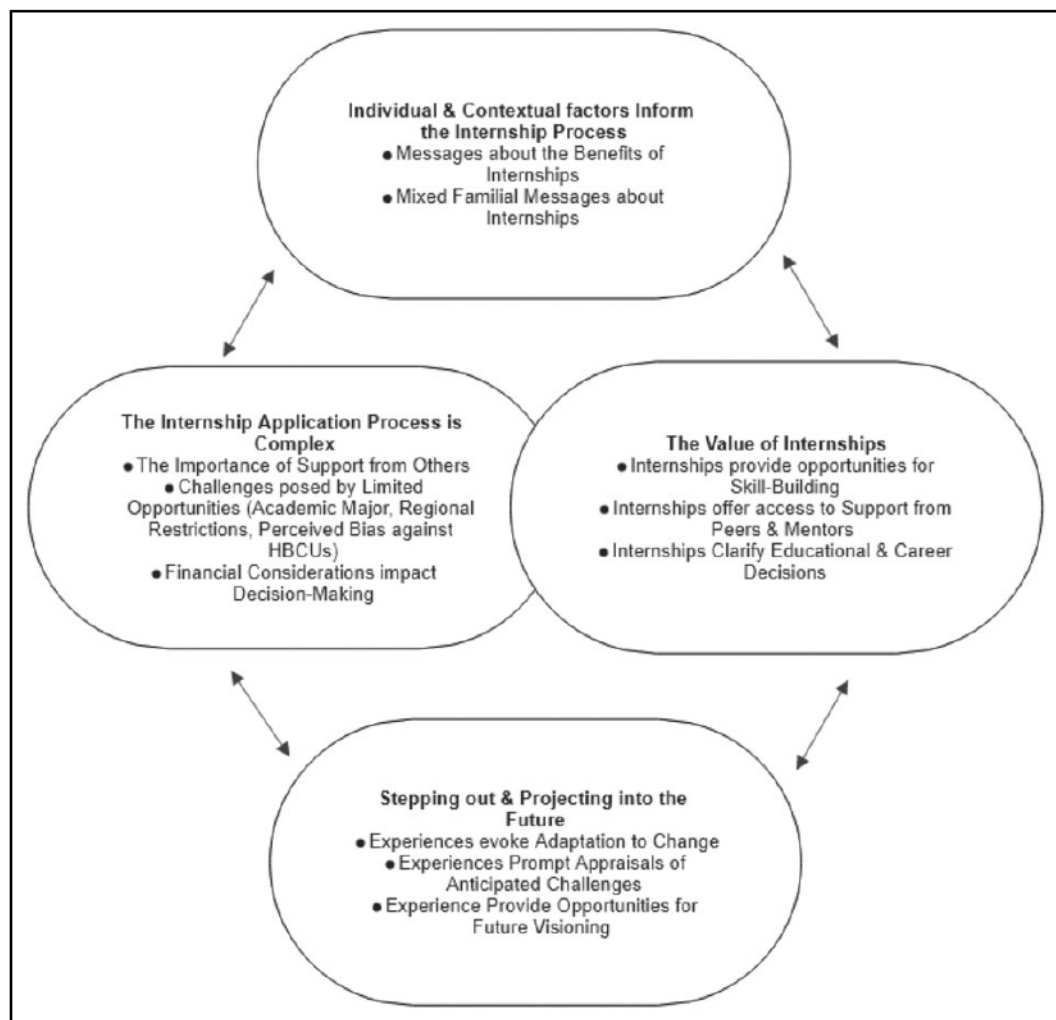 Individual & Contextual factors Inform
the Internship Process
● Messages about the Benefits of
Internships
● Mixed Familial Messages about
Internships
The Internship Application Process is
Complex
● The Importance of Support from Others
● Challenges posed by Limited
Opportunities (Academic Major, Regional
Restrictions, Perceived Bias against
HBCUs)
● Financial Considerations impact
Decision-Making
The Value of Internships
● Internships provide opportunities for
Skill-Building
● Internships offer access to Support from
Peers & Mentors
● Internships Clarify Educational & Career
Decisions
Stepping out & Projecting into the
Future
● Experiences evoke Adaptation to Change
● Experiences Prompt Appraisals of
Anticipated Challenges
● Experience Provide Opportunities for
Future Visioning